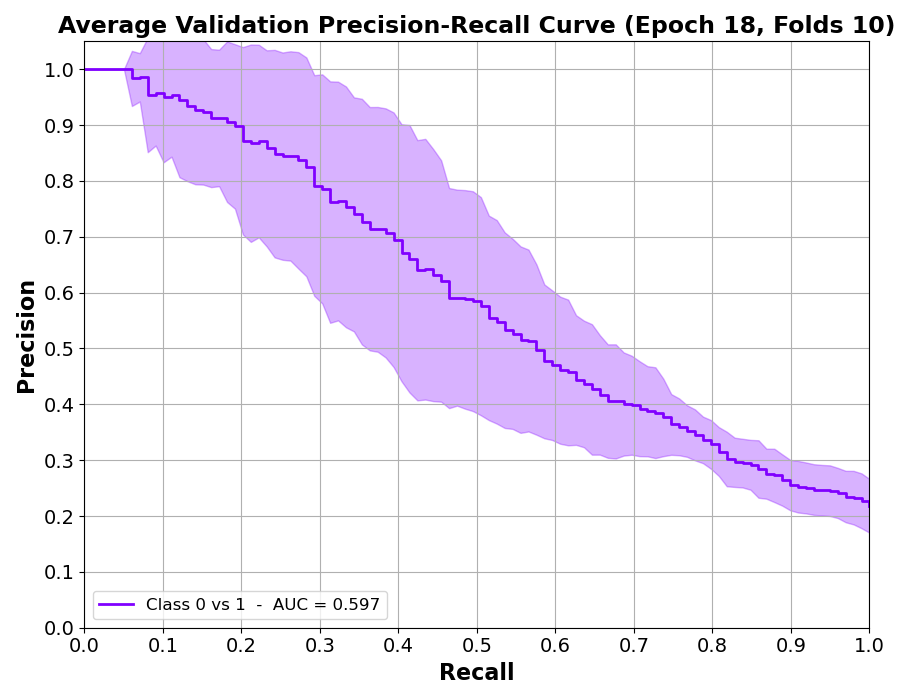 Average Validation Precision-Recall Curve (Epoch 18, Folds 10)
1.0
0.9
0.8
0.7
0.6
0.5
0.4
0.3
0.2
0.1
0.0
Precision
Class 0 vs 1 - AUC = 0.597
0.0 0.1 0.2 0.3 0.4 0.5 0.6 0.7 0.8 0.9 1.0
Recall